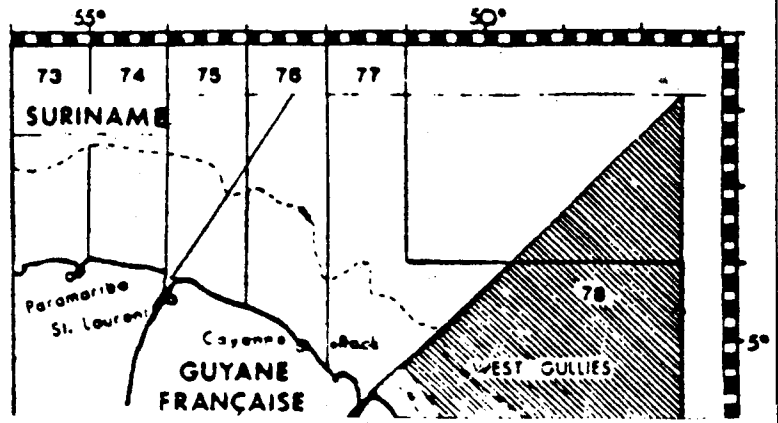 55° 50°
73 74 75 76 77
SURINAME
78
Paramaribo
St. Laurent
Cayenne
5°
GUYANE
FRANÇAISE
WEST GULLIES